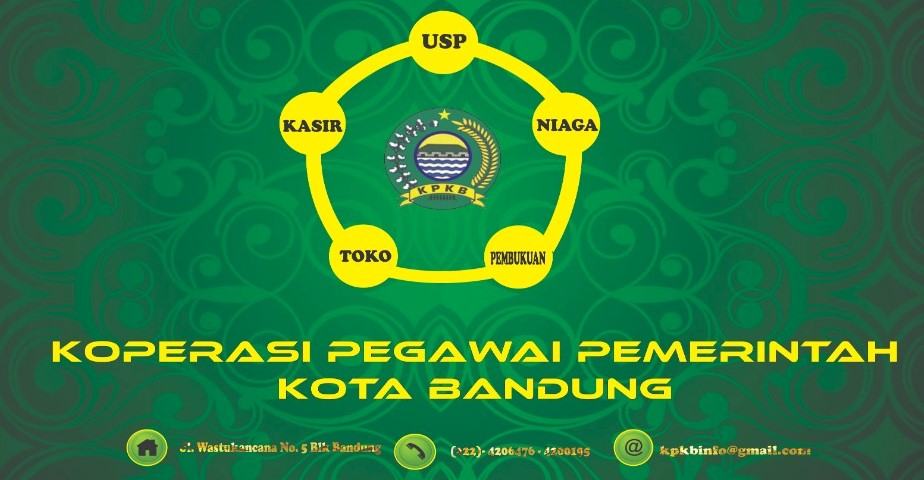 USP
KASIR
NIAGA
KPKB
TOKO
PEMBUKUAN
KOPERASI PEGAWAI PEMERINTAH
KOTA BANDUNG
Jl. Wastukancana No. 5 Blk Bandung
(022)- 4206476 - 4200195
kpkbinfo@gmail.com